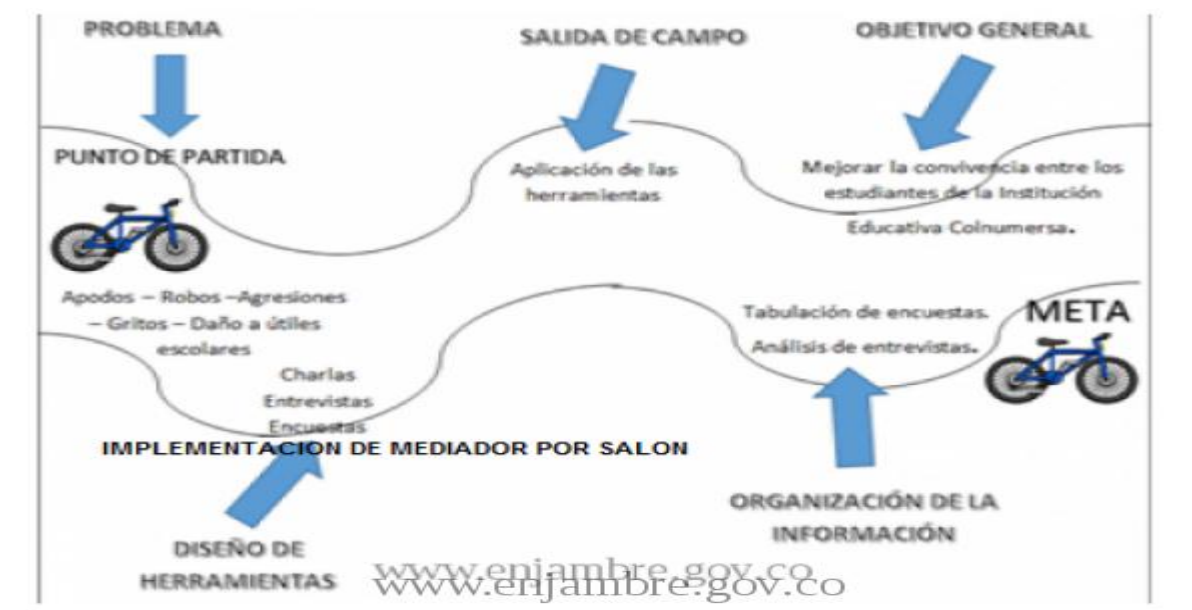 PROBLEMA
SALIDA DE CAMPO
OBJETIVO GENERAL
PUNTO DE PARTIDA
Aplicación de las
herramientas
Mejorar la convivencia entre los
estudiantes de la Institución
Educativa Colnumersa.
Apodos – Robos –Agresiones
– Gritos – Daño a útiles
escolares
Tabulación de encuestas.
Análisis de entrevistas.
META
Charlas
Entrevistas
Encuestas
IMPLEMENTACION DE MEDIADOR POR SALON
ORGANIZACIÓN DE LA
INFORMACIÓN
DISEÑO DE
HERRAMIENTAS
www.enjambre.gov.co
www.enjambre.gov.co